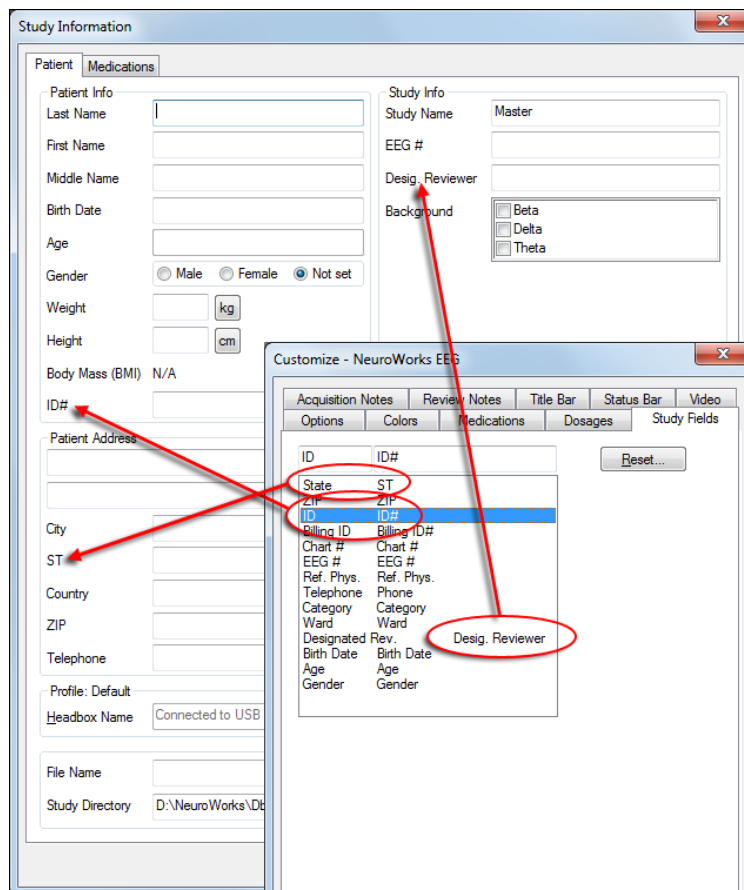 Study Information
Patient Medications
Patient Info
Last Name
First Name
Middle Name
Birth Date
Age
Gender Male Female Not set
Weight kg
Height cm
Body Mass (BMI) N/A
ID#
Patient Address
City
ST
Country
ZIP
Telephone
Profile: Default
Headbox Name Connected to USB
File Name
Study Directory D:\NeuroWorks\Db
Study Info
Study Name Master
EEG #
Desig. Reviewer
Background Beta
Delta
Theta
Customize - NeuroWorks EEG
Acquisition Notes Review Notes Title Bar Status Bar Video
Options Colors Medications Dosages Study Fields
ID ID# Reset...
State ST
ZIP ZIP
ID ID#
Billing ID Billing ID#
Chart # Chart #
EEG # EEG #
Ref. Phys. Ref. Phys.
Telephone Phone
Category Category
Ward Ward
Designated Rev. Desig. Reviewer
Birth Date Birth Date
Age Age
Gender Gender